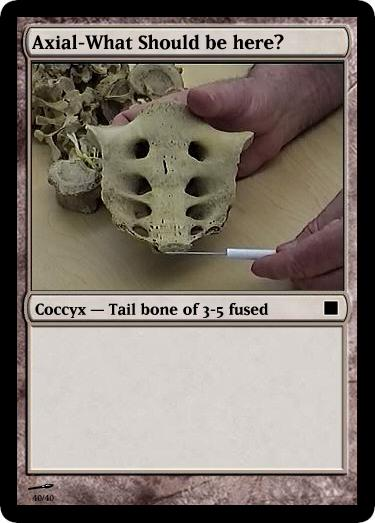 Axial-What Should be here?
Coccyx — Tail bone of 3-5 fused
40/40